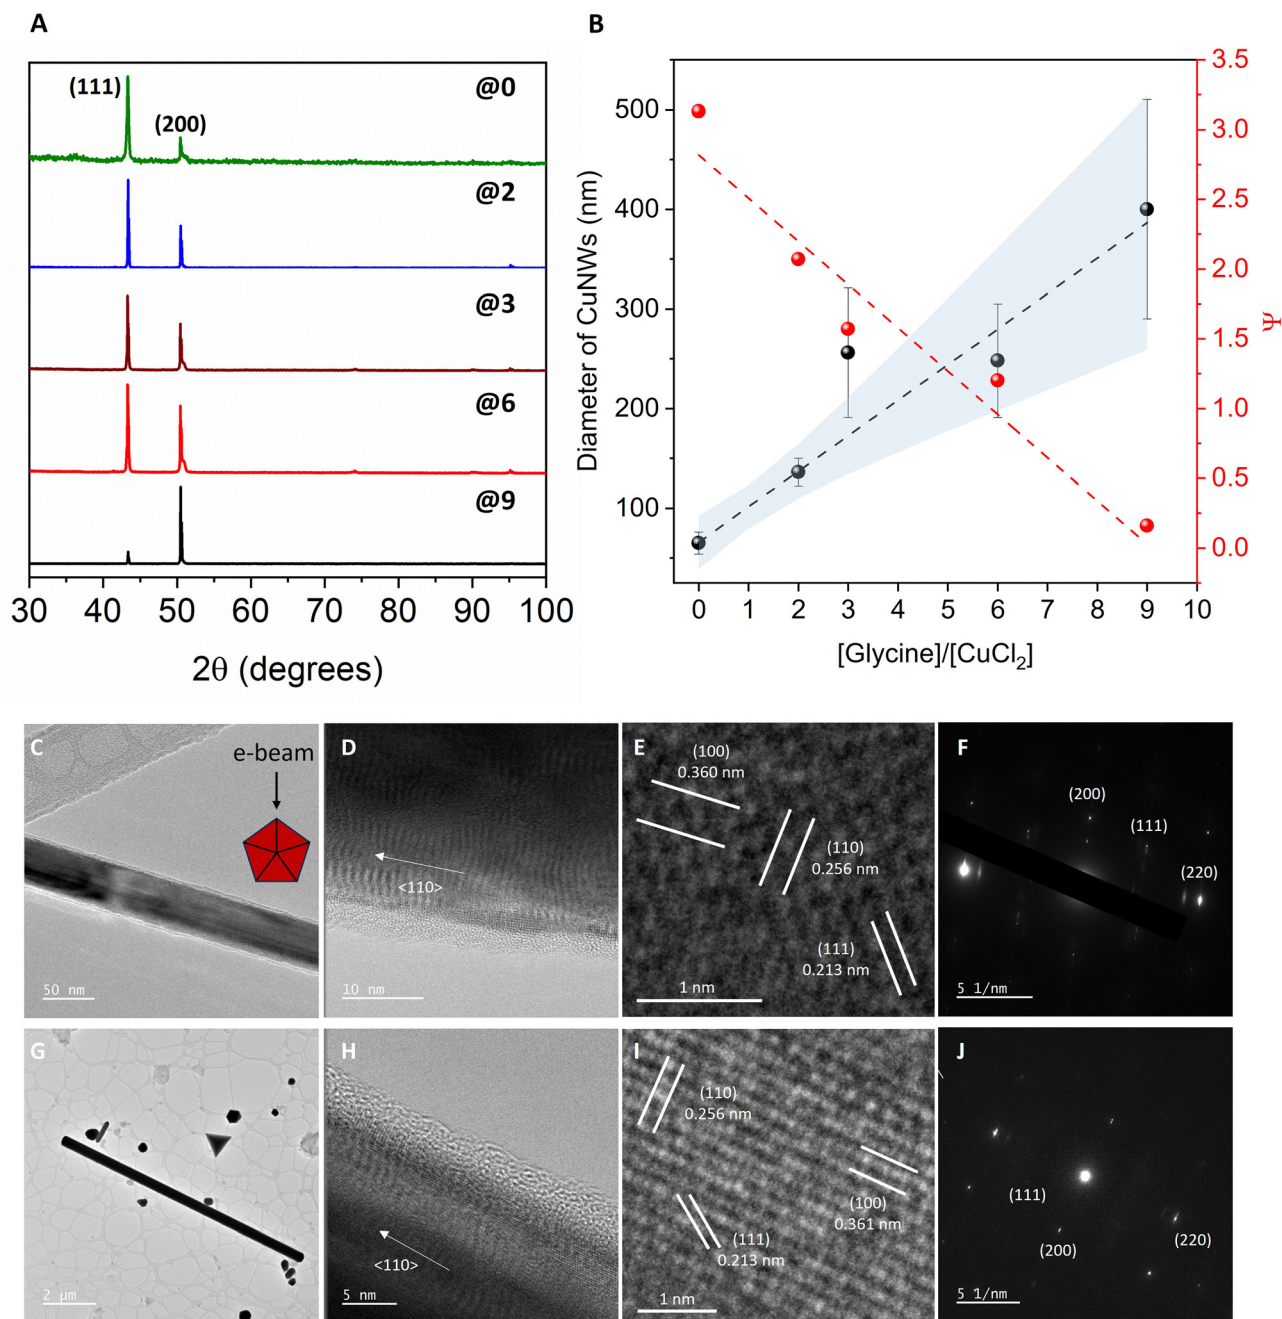 A
(111)
(200)
@0
@2
@3
@6
@9
30 40 50 60 70 80 90 100
2θ (degrees)
B
Diameter of CuNWs (nm)
500
400
300
200
100
3.5
3.0
2.5
2.0
1.5
1.0
0.5
0.0
Ψ
0 1 2 3 4 5 6 7 8 9 10
[Glycine]/[CuCl₂]
C
e-beam
50 nm
D
<110>
10 nm
E
(100)
0.360 nm
(110)
0.256 nm
(111)
0.213 nm
1 nm
F
(200)
(111)
(220)
5 1/nm
G
2 μm
H
<110>
5 nm
I
(110)
0.256 nm
(100)
0.361 nm
(111)
0.213 nm
1 nm
J
(111)
(200)
(220)
5 1/nm